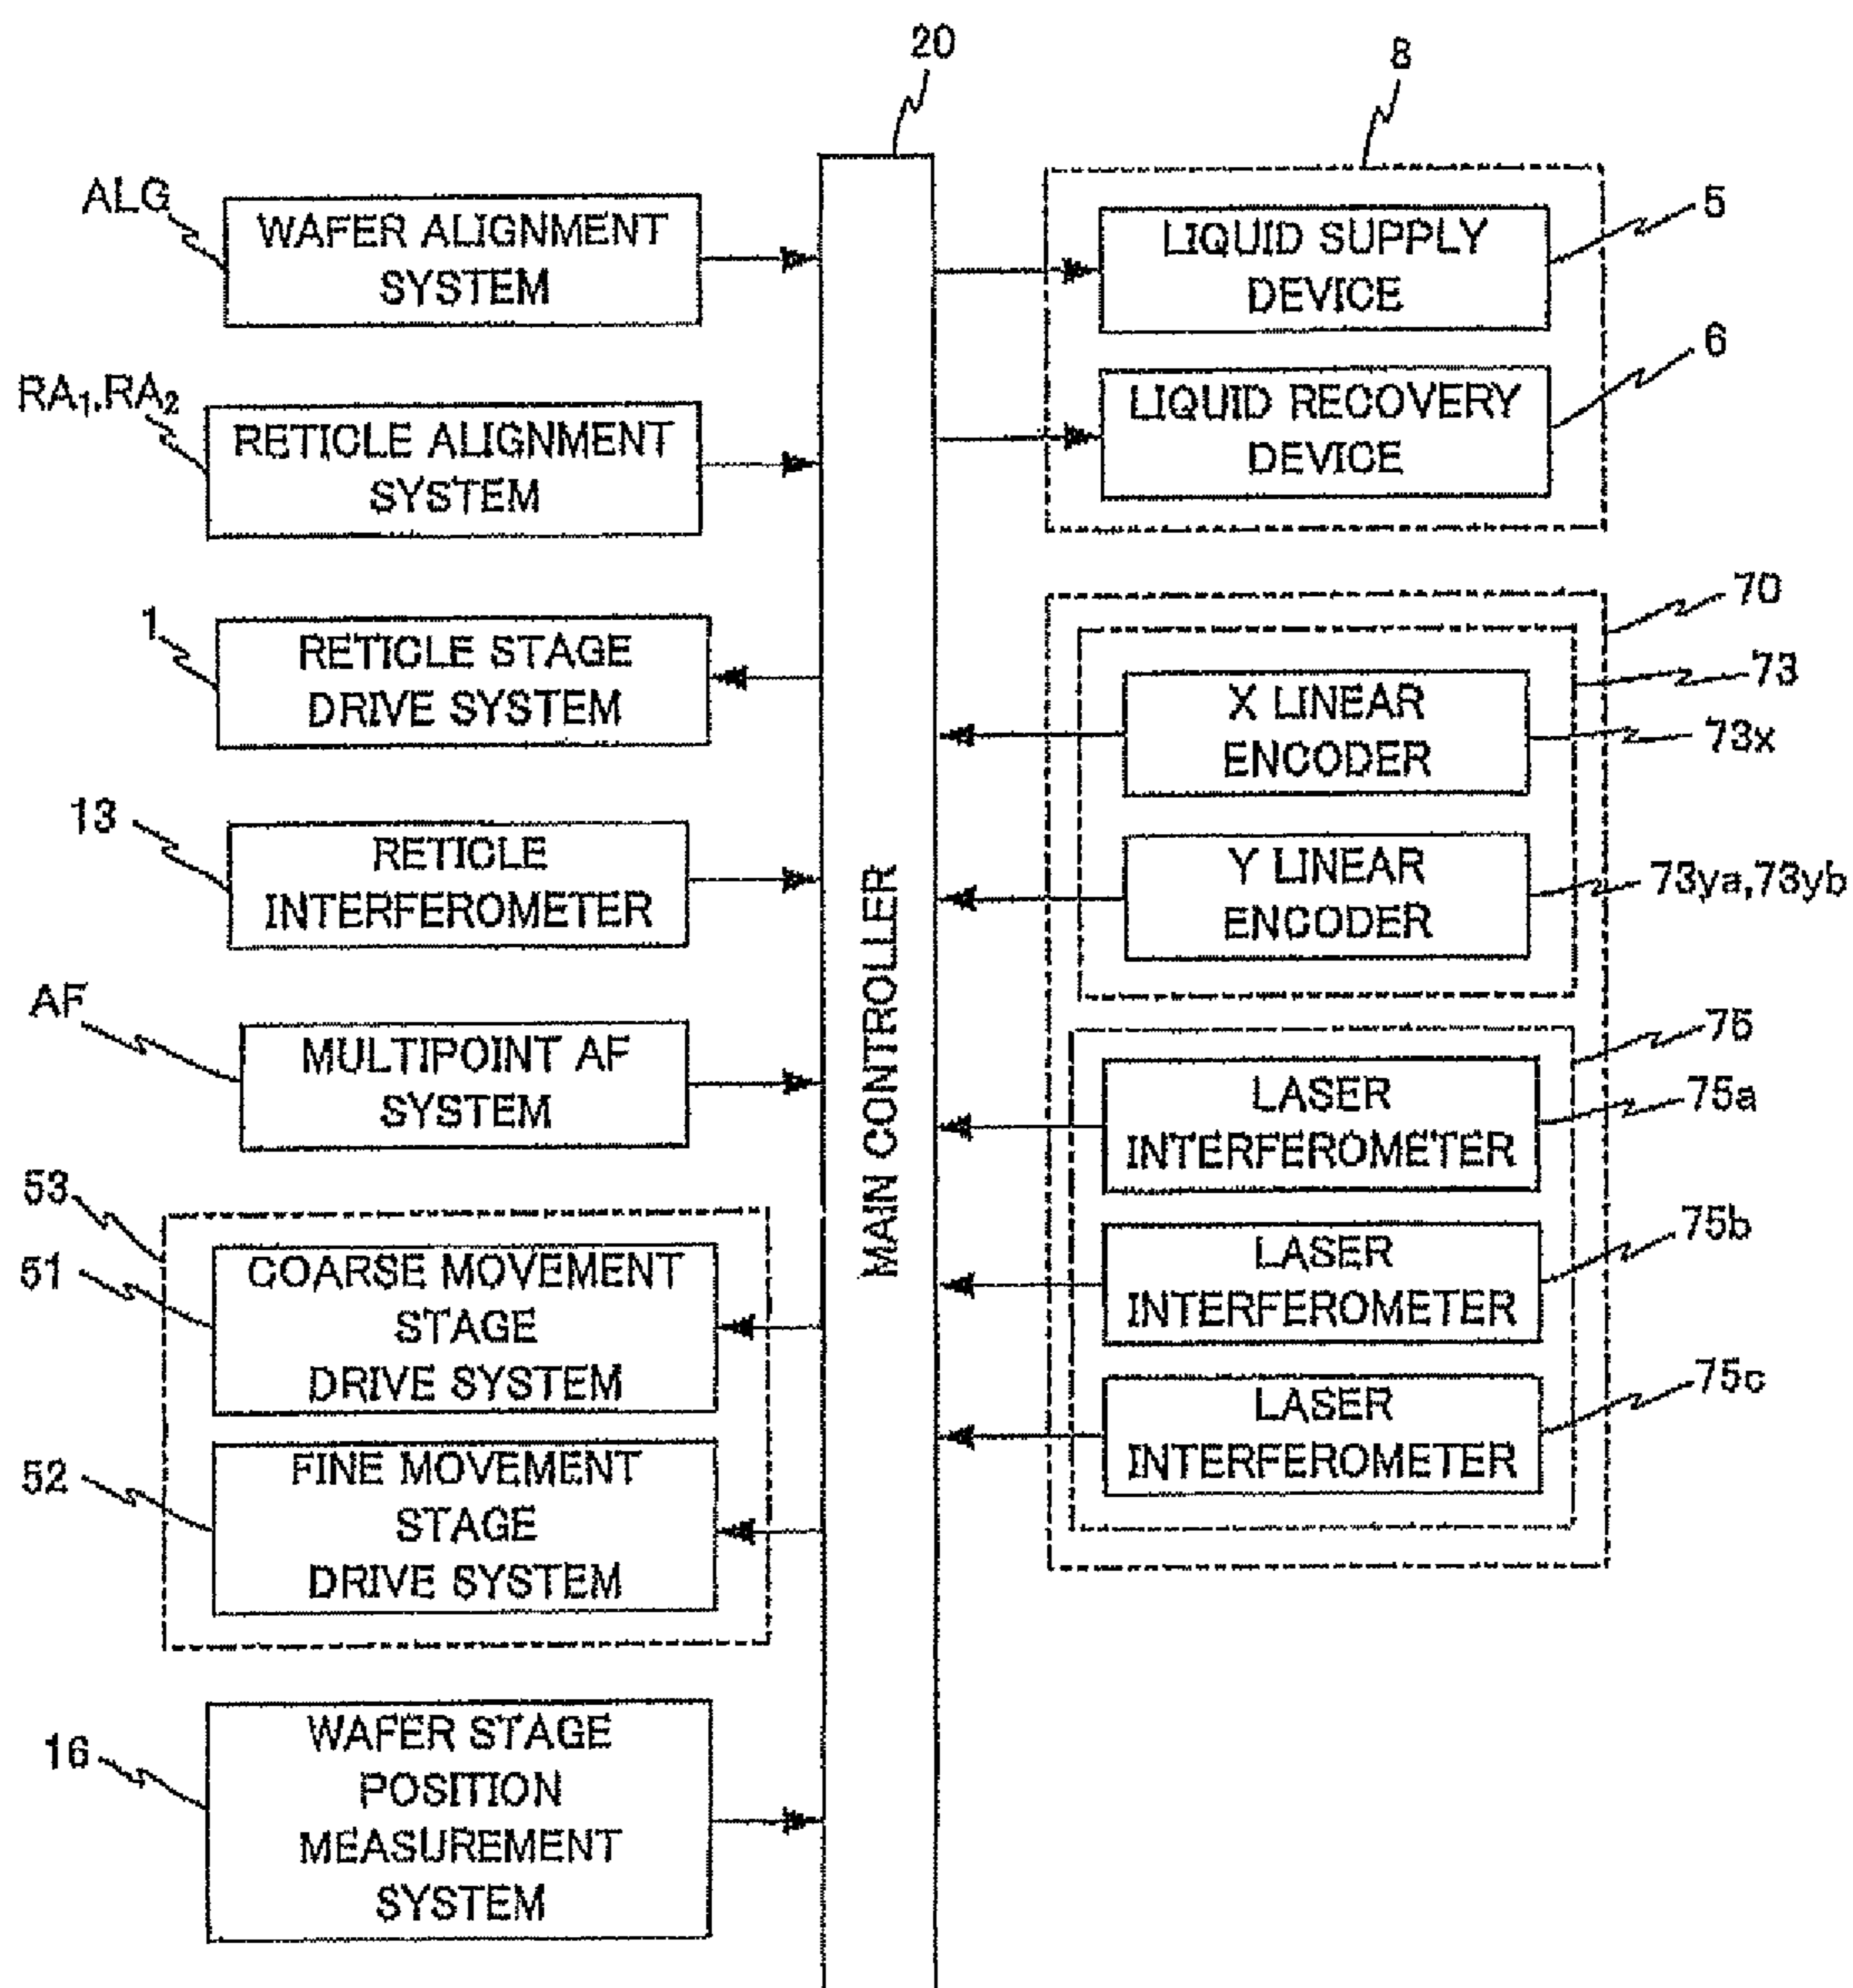 20
8
ALG
WAFER ALIGNMENT
SYSTEM
LIQUID SUPPLY
DEVICE
5
RA1,RA2
RETICLE ALIGNMENT
SYSTEM
LIQUID RECOVERY
DEVICE
6
1
RETICLE STAGE
DRIVE SYSTEM
70
73
X LINEAR
ENCODER
73x
13
RETICLE
INTERFEROMETER
Y LINEAR
ENCODER
73ya,73yb
MAIN CONTROLLER
AF
MULTIPOINT AF
SYSTEM
75
LASER
INTERFEROMETER
75a
53
51
COARSE MOVEMENT
STAGE
DRIVE SYSTEM
LASER
INTERFEROMETER
75b
52
FINE MOVEMENT
STAGE
DRIVE SYSTEM
LASER
INTERFEROMETER
75c
16
WAFER STAGE
POSITION
MEASUREMENT
SYSTEM